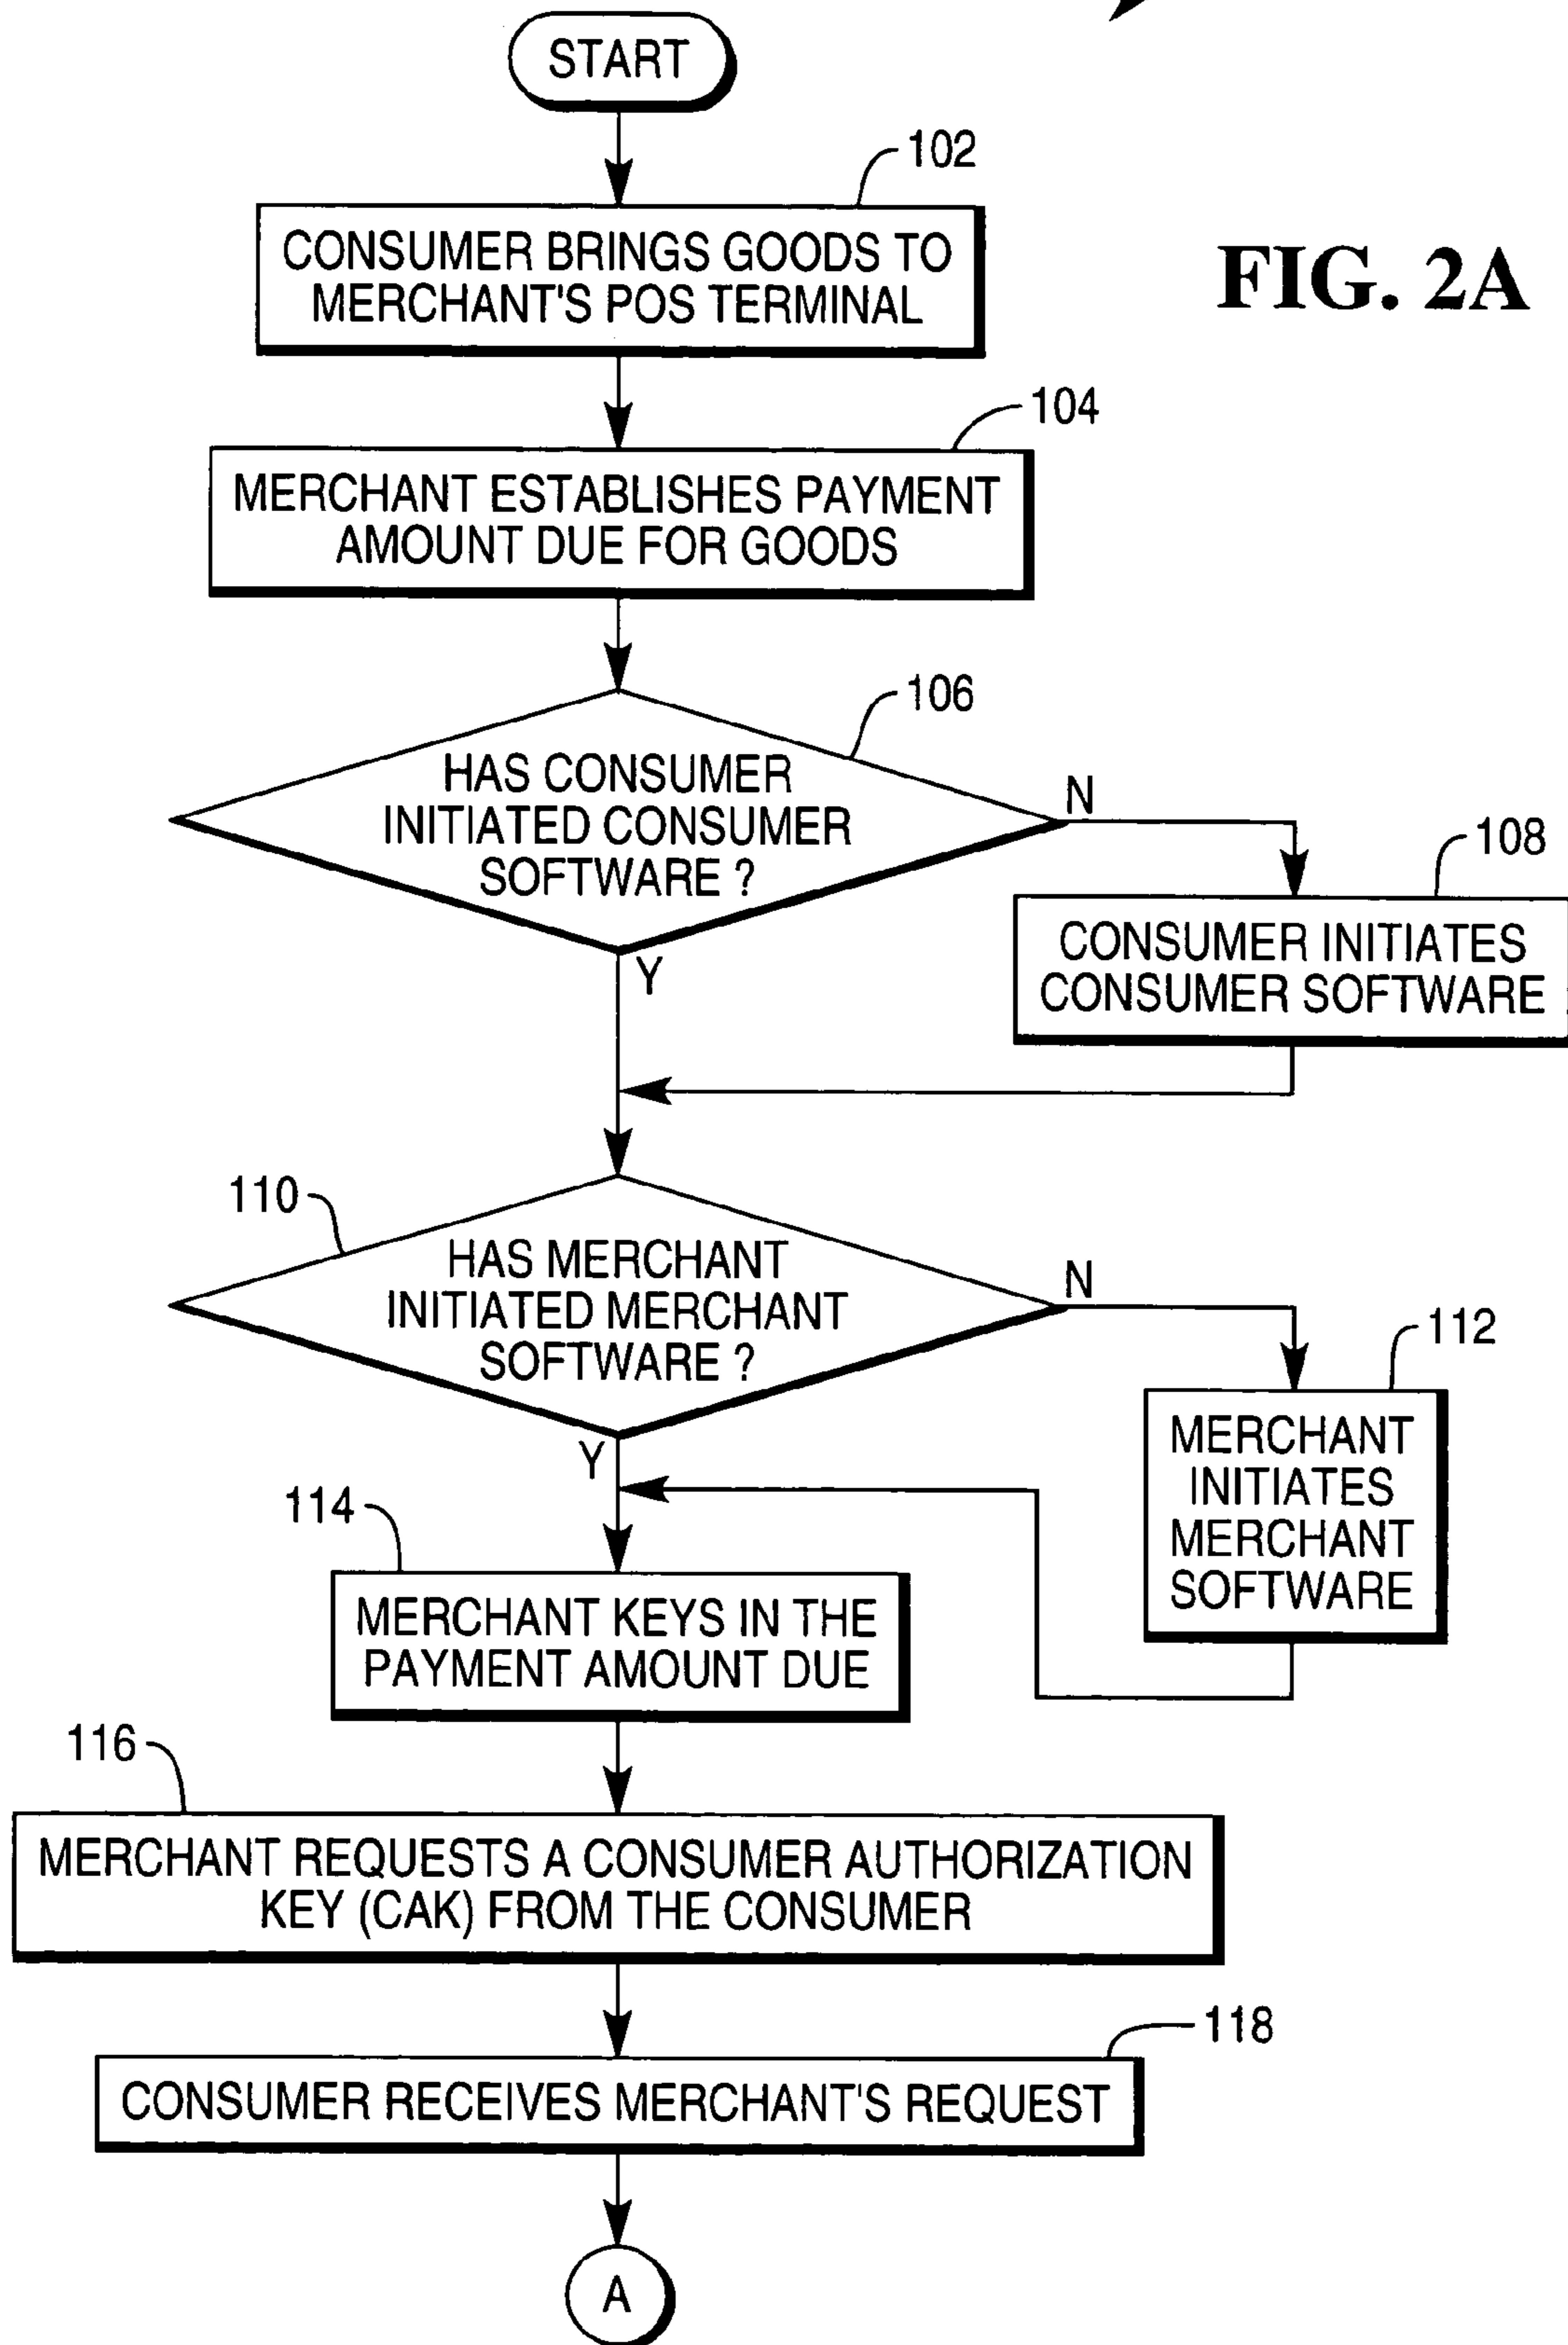 START
102
CONSUMER BRINGS GOODS TO
MERCHANT'S POS TERMINAL
FIG. 2A
104
MERCHANT ESTABLISHES PAYMENT
AMOUNT DUE FOR GOODS
106
HAS CONSUMER
INITIATED CONSUMER
SOFTWARE ?
N
Y
108
CONSUMER INITIATES
CONSUMER SOFTWARE
110
HAS MERCHANT
INITIATED MERCHANT
SOFTWARE ?
N
Y
112
MERCHANT
INITIATES
MERCHANT
SOFTWARE
114
MERCHANT KEYS IN THE
PAYMENT AMOUNT DUE
116
MERCHANT REQUESTS A CONSUMER AUTHORIZATION
KEY (CAK) FROM THE CONSUMER
118
CONSUMER RECEIVES MERCHANT'S REQUEST
A